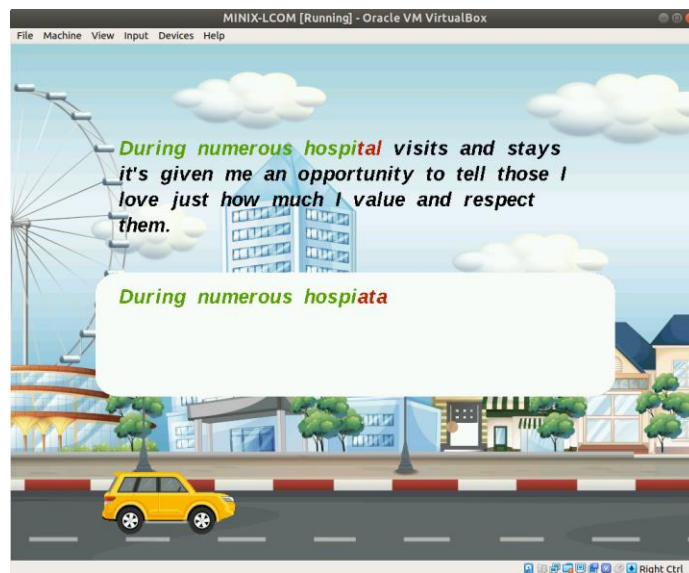 MINIX-LCOM [Running] - Oracle VM VirtualBox
File Machine View Input Devices Help
During numerous hospital visits and stays
it's given me an opportunity to tell those I
love just how much I value and respect
them.
During numerous hospiata
Right Ctrl